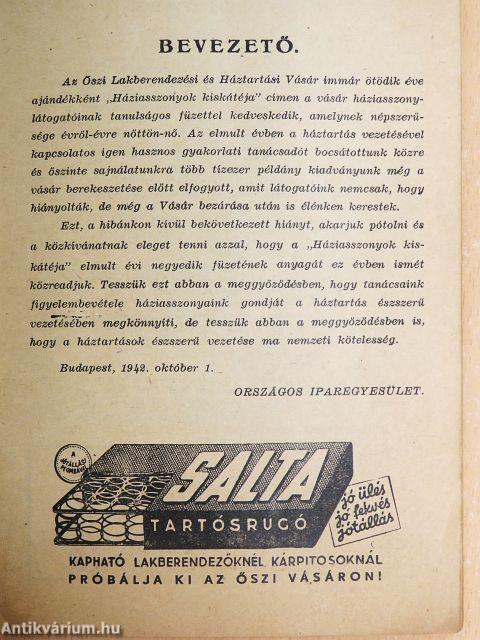 BEVEZETŐ.
Az Őszi Lakberendezési és Háztartási Vásár immár ötödik éve
ajándékként „Háziasszonyok kiskátéja" címen a vásár háziasszony-
látogatóinak tanulságos füzettel kedveskedik, amelynek népszerű-
sége évről-évre nöttön-nő. Az elmult évben a háztartás vezetésével
kapcsolatos igen hasznos gyakorlati tanácsadót bocsátottunk közre
és őszinte sajnálatunkra több tízezer példány kiadványunk még a
vásár berekesztése előtt elfogyott, amit látogatóink nemcsak, hogy
hiányoltak, de még a Vásár bezárása után is élénken kerestek.
Ezt, a hibánkon kívül bekövetkezett hiányt, akarjuk pótolni és
a közkívánatnak eleget tenni azzal, hogy a „Háziasszonyok kis-
kátéja" elmult évi negyedik füzetének anyagát ez évben ismét
közreadjuk. Tesszük ezt abban a meggyőződésben, hogy tanácsaink
figyelembevétele háziasszonyaink gondját a háztartás észszerű
vezetésében megkönnyíti, de tesszük abban a meggyőződésben is,
hogy a háztartások észszerű vezetése ma nemzeti kötelesség.
Budapest, 1942. október 1.
ORSZÁGOS IPAREGYESÜLET.
A
JÓTÁLLÁSI
PLOMBÁVAL
SALTA
TARTÓSRUGÓ
jó ülés
jó fekvés
jótállás
KAPHATÓ LAKBERENDEZŐKNÉL, KÁRPITOSOKNÁL
PRÓBÁLJA KI AZ ŐSZI VÁSÁRON!
Antikvárium.hu